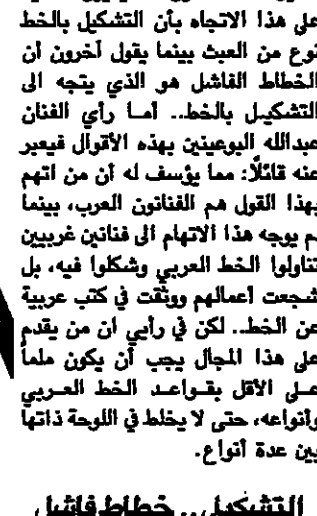 على هذا الاتجاه بأن التشكيل بالخط
نوع من العبث بينما يقول آخرون أن
الخطاط الفاشل هو الذي يتجه الى
التشكيل بالخط.. أما رأي الفنان
عبدالله البوعينين بهذه الأقوال فيعبر
عنه قائلاً: مما يؤسف له أن من اتهم
بهذا القول هم الفنانون العرب، بينما
لم يوجه هذا الاتهام الى فنانين غربيين
تناولوا الخط العربي وشكلوا فيه، بل
شجعت أعمالهم ووثقت في كتب عربية
عن الخط.. لكن في رأيي ان من يقدم
على هذا المجال يجب أن يكون ملماً
على الأقل بقواعد الخط العربي
وأنواعه، حتى لا يخلط في اللوحة ذاتها
بين عدة أنواع.
التشكيل.. خطاط فاشل